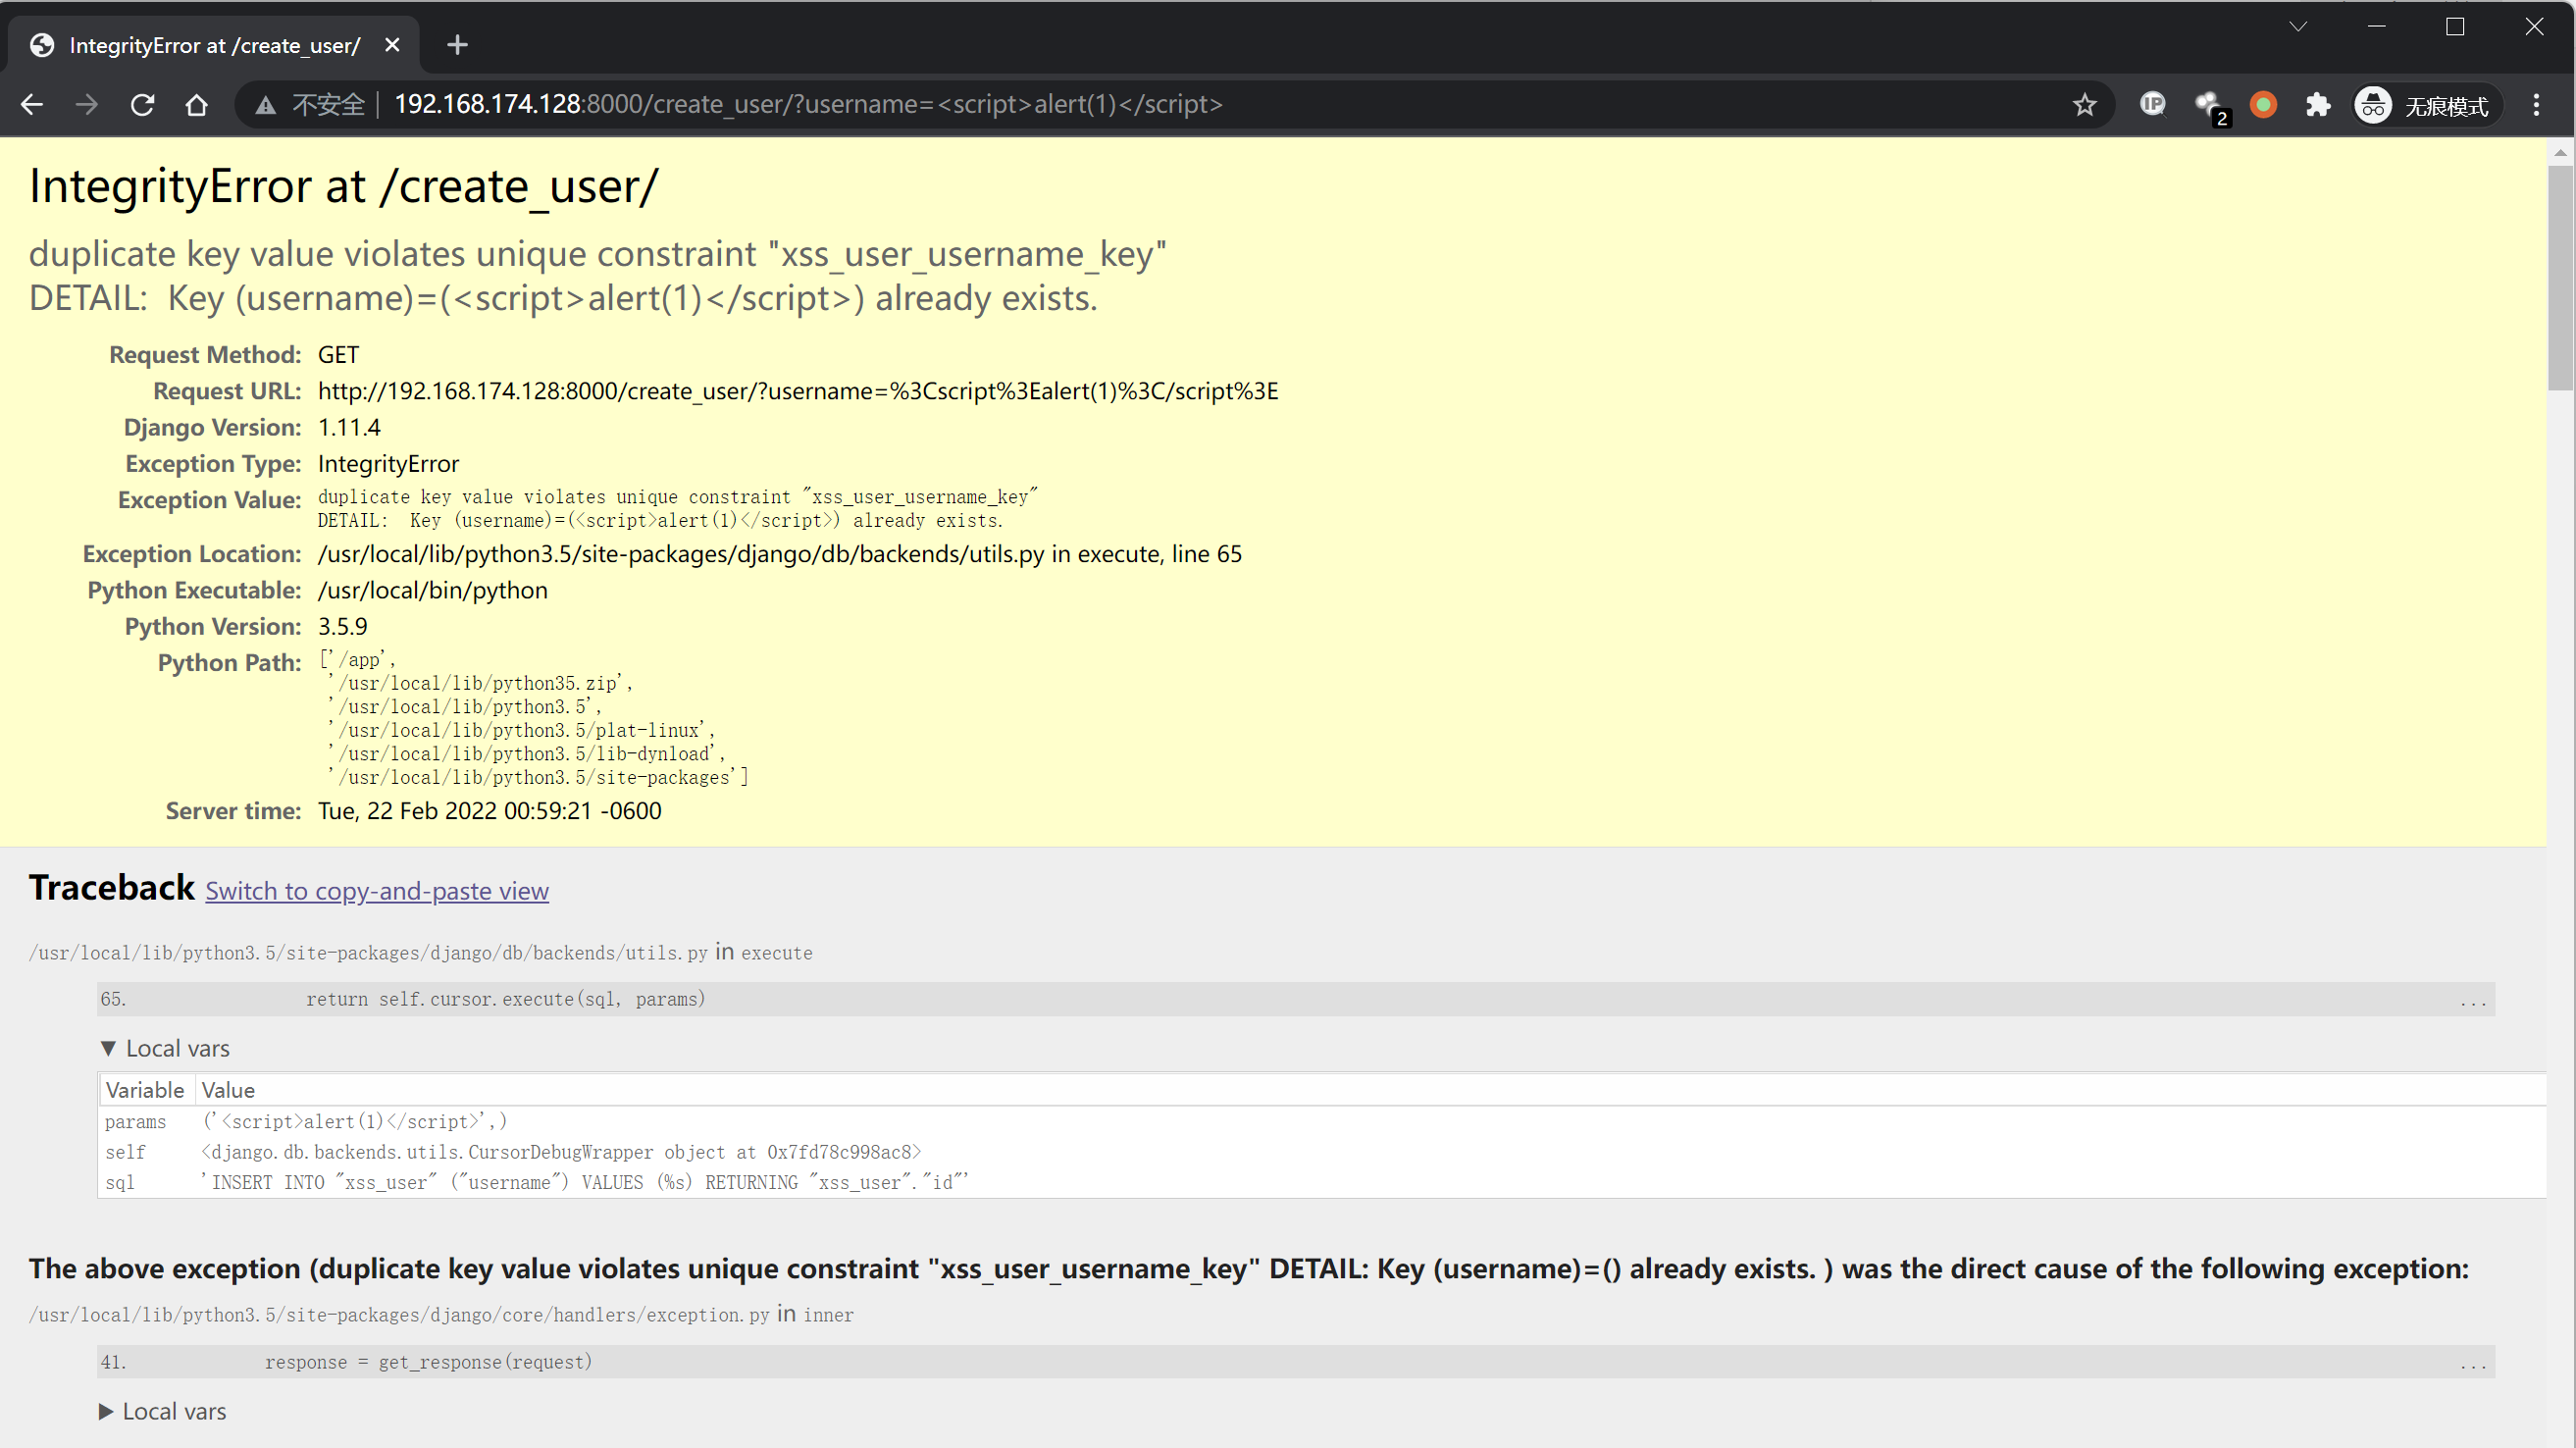 IntegrityError at /create_user/
不安全 192.168.174.128:8000/create_user/?username=<script>alert(1)</script>
IP
2
无痕模式
IntegrityError at /create_user/
duplicate key value violates unique constraint "xss_user_username_key"
DETAIL:  Key (username)=(<script>alert(1)</script>) already exists.
Request Method: GET
Request URL: http://192.168.174.128:8000/create_user/?username=%3Cscript%3Ealert(1)%3C/script%3E
Django Version: 1.11.4
Exception Type: IntegrityError
Exception Value: duplicate key value violates unique constraint "xss_user_username_key"
DETAIL:  Key (username)=(<script>alert(1)</script>) already exists.
Exception Location: /usr/local/lib/python3.5/site-packages/django/db/backends/utils.py in execute, line 65
Python Executable: /usr/local/bin/python
Python Version: 3.5.9
Python Path: ['/app',
'/usr/local/lib/python35.zip',
'/usr/local/lib/python3.5',
'/usr/local/lib/python3.5/plat-linux',
'/usr/local/lib/python3.5/lib-dynload',
'/usr/local/lib/python3.5/site-packages']
Server time: Tue, 22 Feb 2022 00:59:21 -0600
Traceback Switch to copy-and-paste view
/usr/local/lib/python3.5/site-packages/django/db/backends/utils.py in execute
65. return self.cursor.execute(sql, params) ...
▼ Local vars
Variable Value
params ('<script>alert(1)</script>',)
self <django.db.backends.utils.CursorDebugWrapper object at 0x7fd78c998ac8>
sql 'INSERT INTO "xss_user" ("username") VALUES (%s) RETURNING "xss_user"."id"'
The above exception (duplicate key value violates unique constraint "xss_user_username_key" DETAIL: Key (username)=() already exists. ) was the direct cause of the following exception:
/usr/local/lib/python3.5/site-packages/django/core/handlers/exception.py in inner
41. response = get_response(request) ...
▶ Local vars